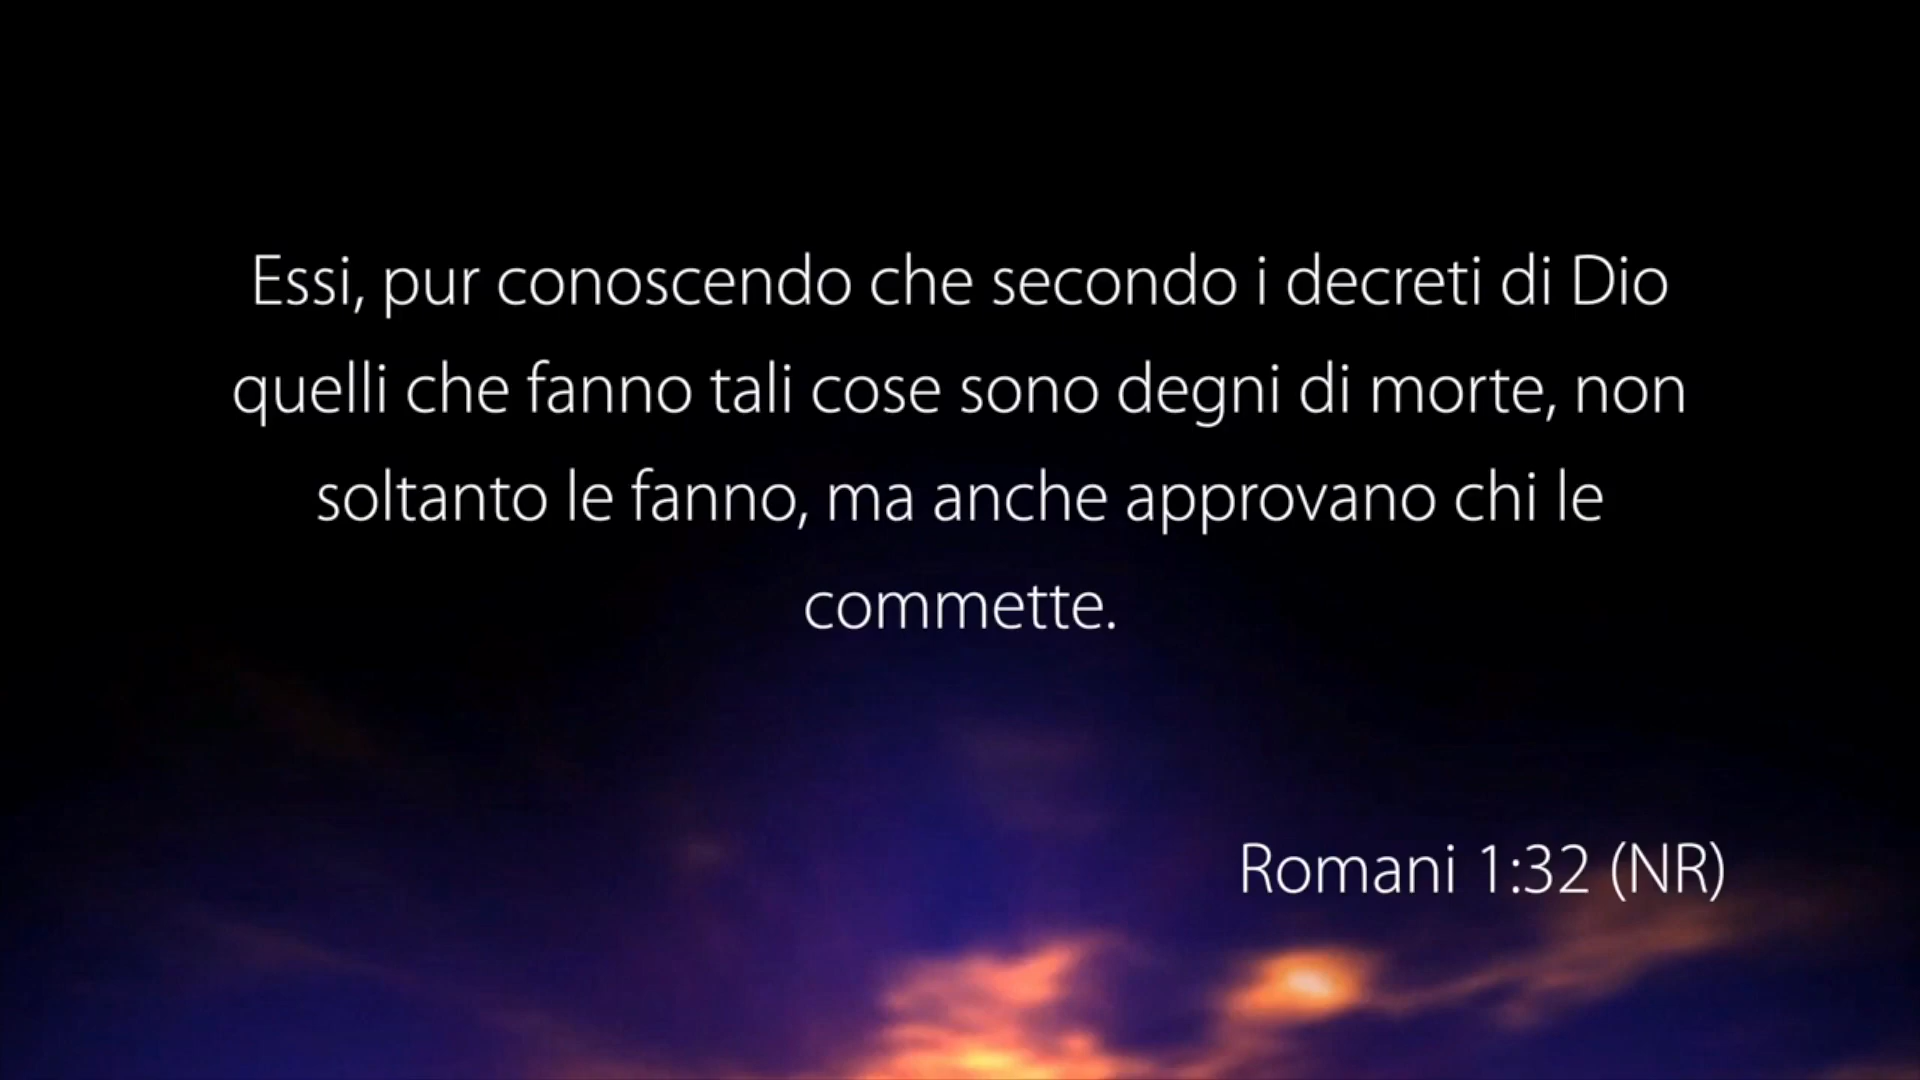 Essi, pur conoscendo che secondo i decreti di Dio
quelli che fanno tali cose sono degni di morte, non
soltanto le fanno, ma anche approvano chi le
commette.
Romani 1:32 (NR)